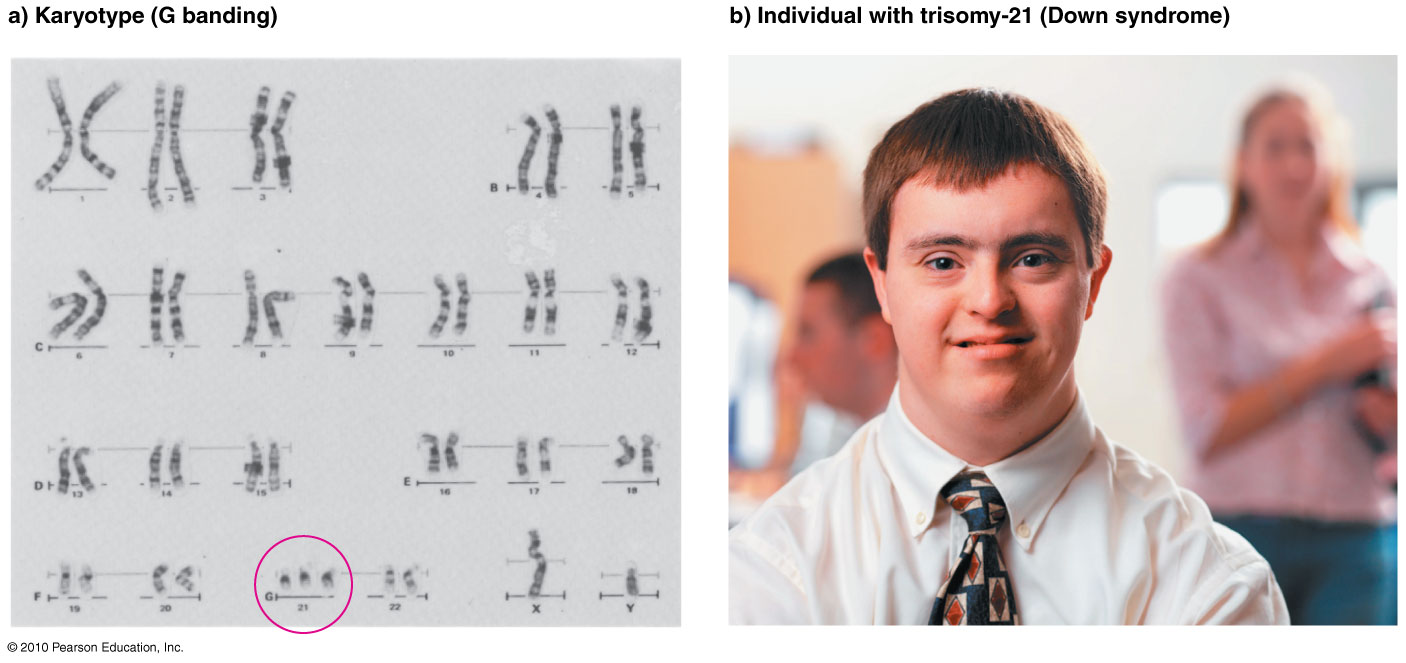 a) Karyotype (G banding)
b) Individual with trisomy-21 (Down syndrome)
1 2 3 B 4 5
C 6 7 8 9 10 11 12
D 13 14 15 E 16 17 18
F 19 20 G 21 22 X Y
© 2010 Pearson Education, Inc.